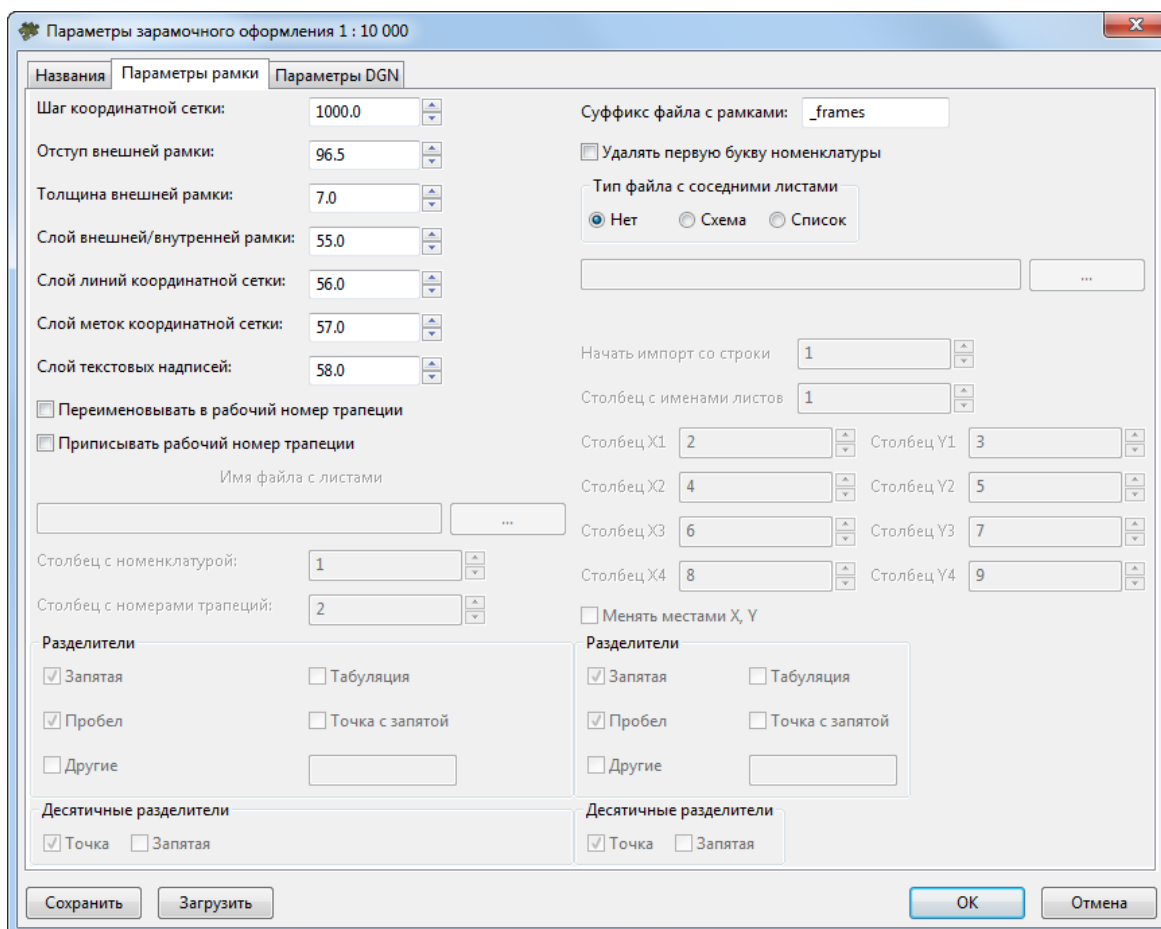 Параметры зарамочного оформления 1 : 10 000
Названия Параметры рамки Параметры DGN
Шаг координатной сетки: 1000.0
Отступ внешней рамки: 96.5
Толщина внешней рамки: 7.0
Слой внешней/внутренней рамки: 55.0
Слой линий координатной сетки: 56.0
Слой меток координатной сетки: 57.0
Слой текстовых надписей: 58.0
Переименовывать в рабочий номер трапеции
Приписывать рабочий номер трапеции
Имя файла с листами
...
Столбец с номенклатурой: 1
Столбец с номерами трапеций: 2
Разделители
Запятая Табуляция
Пробел Точка с запятой
Другие
Десятичные разделители
Точка Запятая
Суффикс файла с рамками: _frames
Удалять первую букву номенклатуры
Тип файла с соседними листами
Нет Схема Список
...
Начать импорт со строки 1
Столбец с именами листов 1
Столбец X1 2 Столбец Y1 3
Столбец X2 4 Столбец Y2 5
Столбец X3 6 Столбец Y3 7
Столбец X4 8 Столбец Y4 9
Менять местами X, Y
Разделители
Запятая Табуляция
Пробел Точка с запятой
Другие
Десятичные разделители
Точка Запятая
Сохранить Загрузить OK Отмена